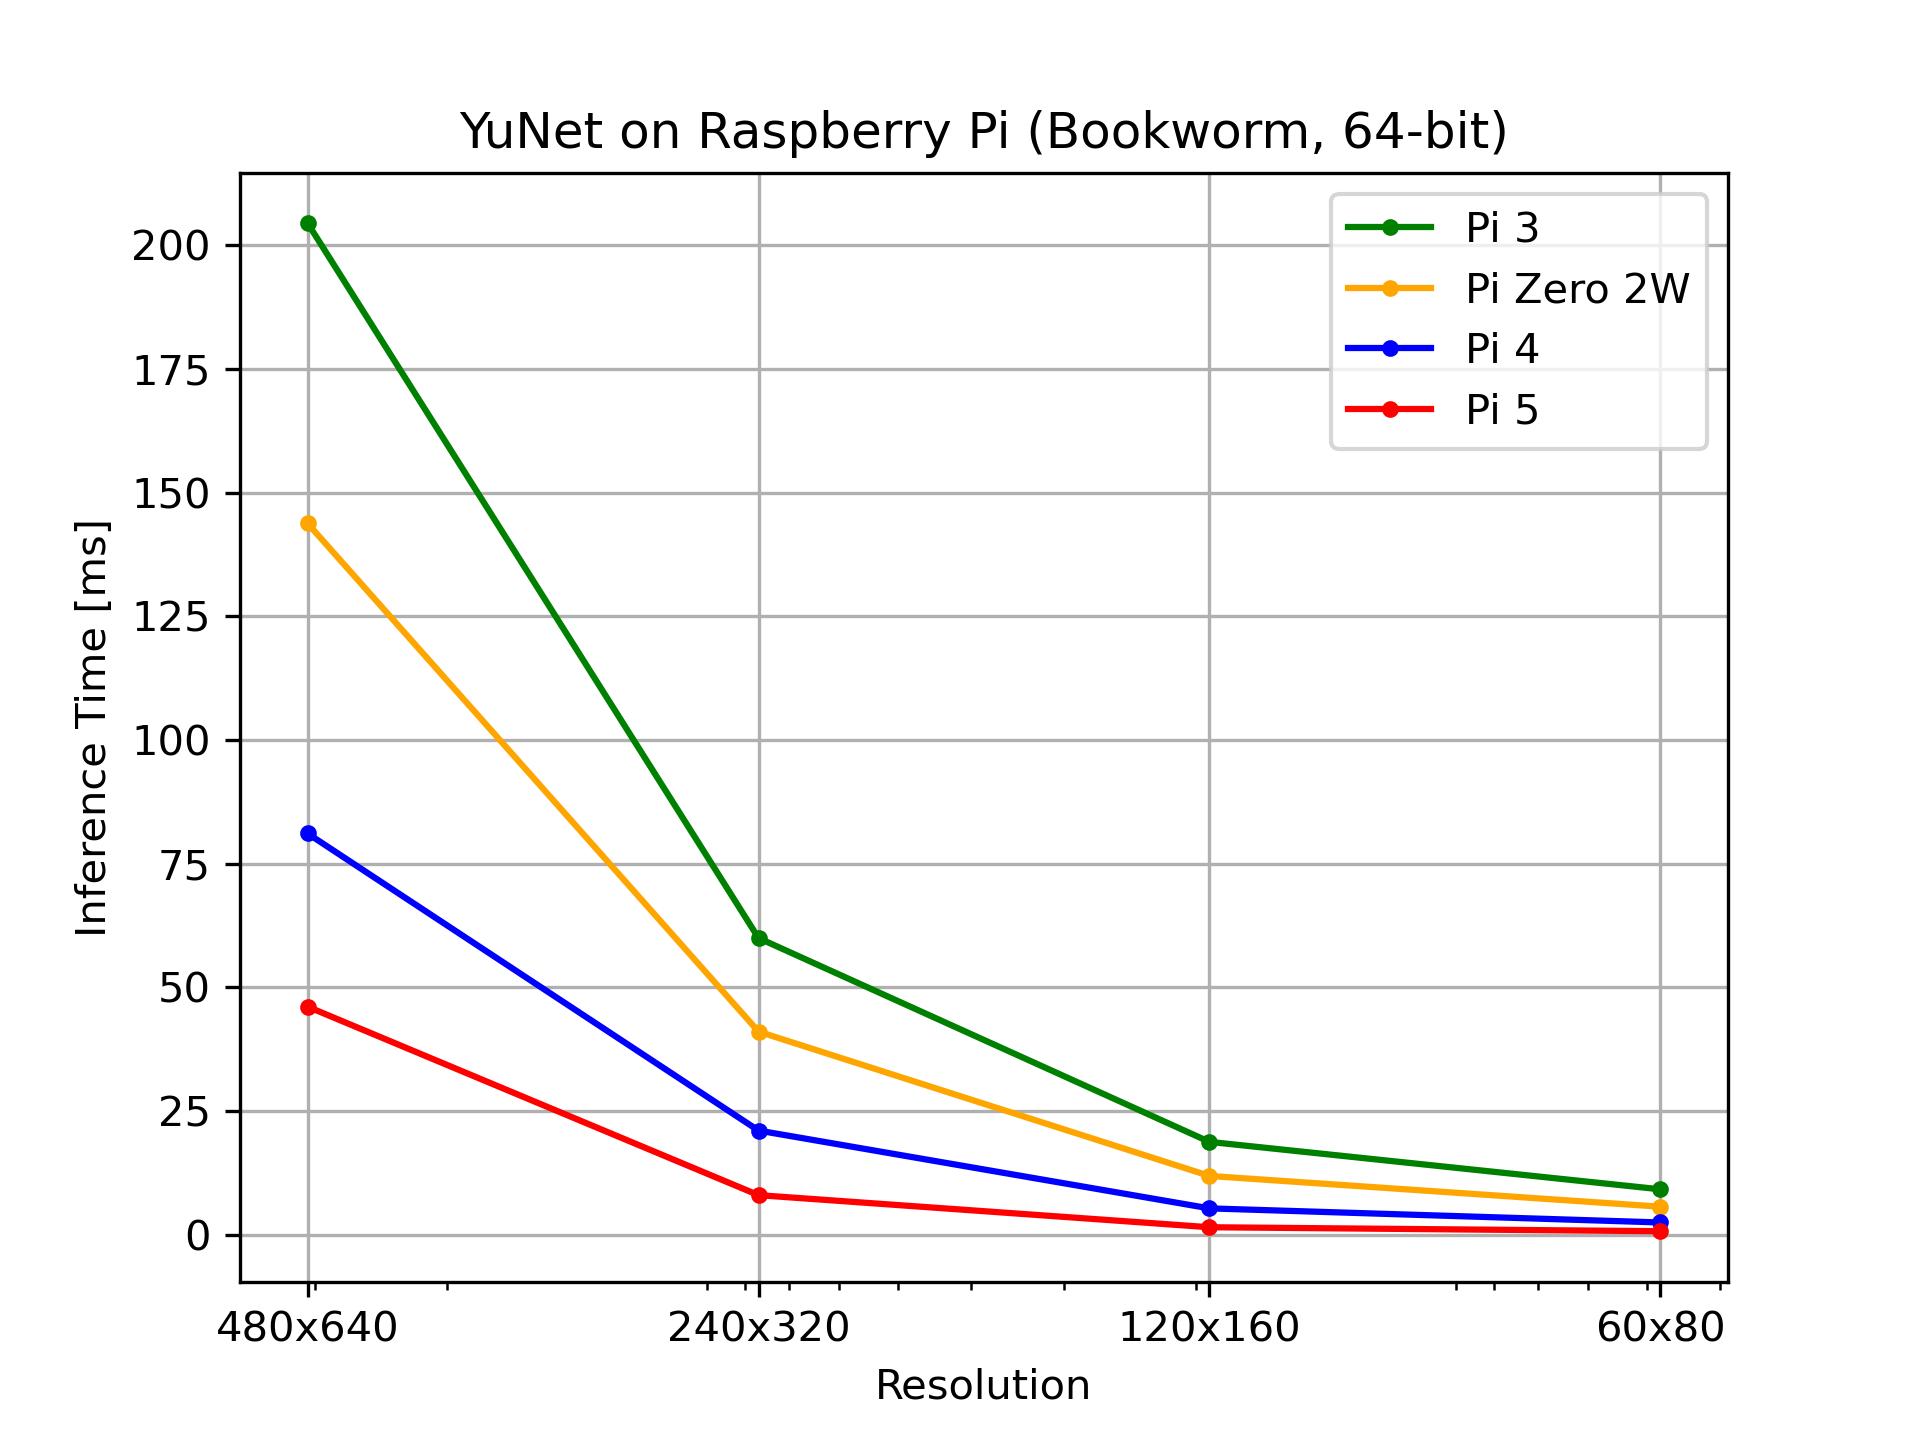 YuNet on Raspberry Pi (Bookworm, 64-bit)
Pi 3
Pi Zero 2W
Pi 4
Pi 5
Inference Time [ms]
200
175
150
125
100
75
50
25
0
480x640 240x320 120x160 60x80
Resolution